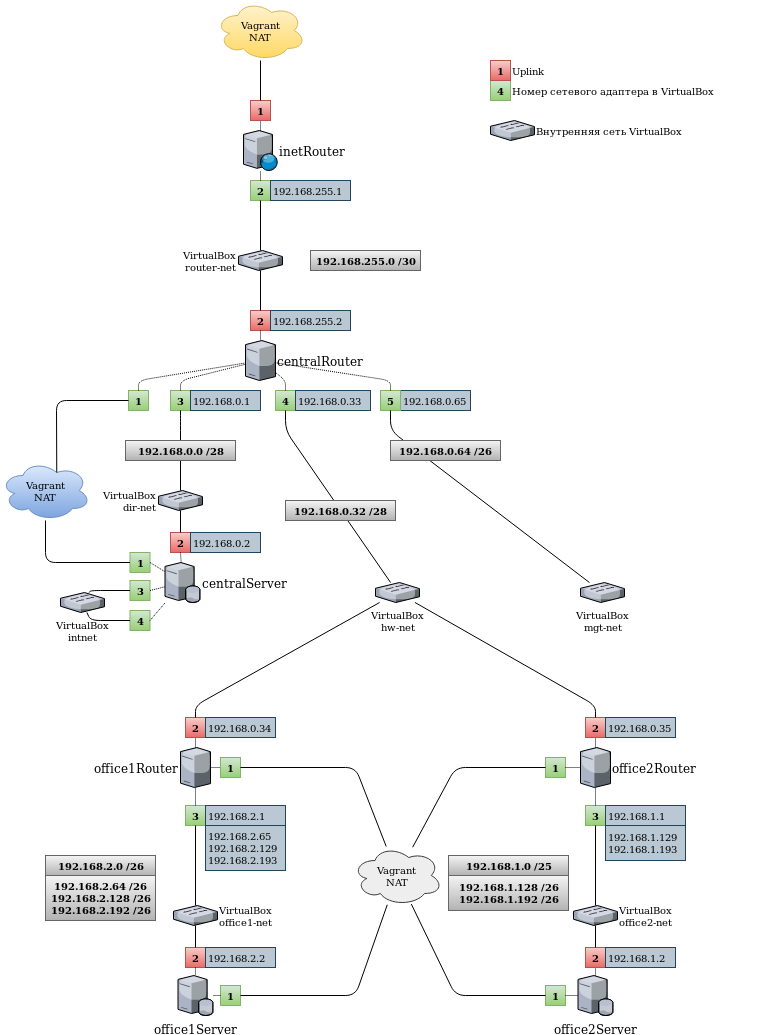 Vagrant
NAT
1
Uplink
4
Номер сетевого адаптера в VirtualBox
1
Внутренняя сеть VirtualBox
inetRouter
2
192.168.255.1
VirtualBox
router-net
192.168.255.0 /30
2
192.168.255.2
centralRouter
1
3
192.168.0.1
4
192.168.0.33
5
192.168.0.65
192.168.0.0 /28
192.168.0.64 /26
Vagrant
NAT
VirtualBox
dir-net
192.168.0.32 /28
2
192.168.0.2
1
centralServer
3
4
VirtualBox
intnet
VirtualBox
hw-net
VirtualBox
mgt-net
2
192.168.0.34
2
192.168.0.35
office1Router
1
1
office2Router
3
192.168.2.1
192.168.2.65
192.168.2.129
192.168.2.193
3
192.168.1.1
192.168.1.129
192.168.1.193
192.168.2.0 /26
192.168.2.64 /26
192.168.2.128 /26
192.168.2.192 /26
Vagrant
NAT
192.168.1.0 /25
192.168.1.128 /26
192.168.1.192 /26
VirtualBox
office1-net
VirtualBox
office2-net
2
192.168.2.2
2
192.168.1.2
1
1
office1Server
office2Server